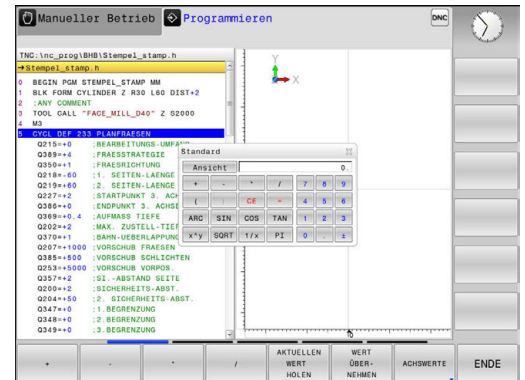 Manueller Betrieb
Programmieren
DNC
TNC:\nc_prog\BHB\Stempel_stamp.h
→Stempel_stamp.h
0 BEGIN PGM STEMPEL_STAMP MM
1 BLK FORM CYLINDER Z R30 L60 DIST+2
2 ;ANY COMMENT
3 TOOL CALL "FACE_MILL_D40" Z S2000
4 M3
5 CYCL DEF 233 PLANFRAESEN
Q215=+0 ;BEARBEITUNGS-UMFANG
Q389=+4 ;FRAESSTRATEGIE
Q350=+1 ;FRAESRICHTUNG
Q218=-60 ;1. SEITEN-LAENGE
Q219=+60 ;2. SEITEN-LAENGE
Q227=+2 ;STARTPUNKT 3. ACHSE
Q386=+0 ;ENDPUNKT 3. ACHSE
Q369=+0.4 ;AUFMASS TIEFE
Q202=+2 ;MAX. ZUSTELL-TIEF
Q370=+1 ;BAHN-UEBERLAPPUNG
Q207=+1000 ;VORSCHUB FRAESEN
Q385=+500 ;VORSCHUB SCHLICHTEN
Q253=+5000 ;VORSCHUB VORPOS.
Q357=+2 ;SI.-ABSTAND SEITE
Q200=+2 ;SICHERHEITS-ABST.
Q204=+50 ;2. SICHERHEITS-ABST.
Q347=+0 ;1.BEGRENZUNG
Q348=+0 ;2.BEGRENZUNG
Q349=+0 ;3.BEGRENZUNG
Y
X
Standard
Ansicht 0.
+ - * / 7 8 9
( ) CE = 4 5 6
ARC SIN COS TAN 1 2 3
x^y SQRT 1/x PI 0 . ±
+ - * / AKTUELLEN WERT HOLEN
WERT ÜBER-NEHMEN
ACHSWERTE
ENDE